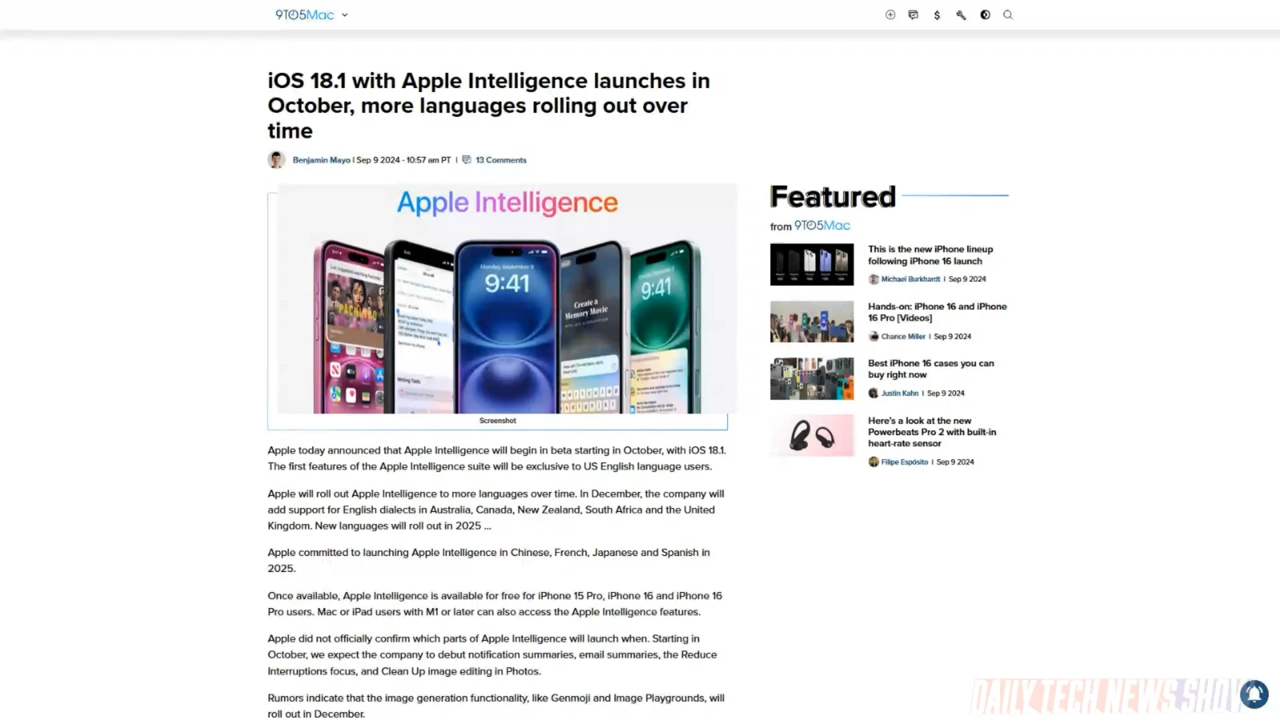 9TO5Mac
iOS 18.1 with Apple Intelligence launches in
October, more languages rolling out over
time
Benjamin Mayo | Sep 9 2024 - 10:57 am PT | 13 Comments
Apple Intelligence
Monday, September 9
9:41
Create a
Memory Movie
9:41
PACHINKO
Writing Tools
Screenshot
Apple today announced that Apple Intelligence will begin in beta starting in October, with iOS 18.1.
The first features of the Apple Intelligence suite will be exclusive to US English language users.
Apple will roll out Apple Intelligence to more languages over time. In December, the company will
add support for English dialects in Australia, Canada, New Zealand, South Africa and the United
Kingdom. New languages will roll out in 2025 ...
Apple committed to launching Apple Intelligence in Chinese, French, Japanese and Spanish in
2025.
Once available, Apple Intelligence is available for free for iPhone 15 Pro, iPhone 16 and iPhone 16
Pro users. Mac or iPad users with M1 or later can also access the Apple Intelligence features.
Apple did not officially confirm which parts of Apple Intelligence will launch when. Starting in
October, we expect the company to debut notification summaries, email summaries, the Reduce
Interruptions focus, and Clean Up image editing in Photos.
Rumors indicate that the image generation functionality, like Genmoji and Image Playgrounds, will
roll out in December.
Featured
from 9TO5Mac
This is the new iPhone lineup
following iPhone 16 launch
Michael Burkhardt | Sep 9 2024
Hands-on: iPhone 16 and iPhone
16 Pro [Videos]
Chance Miller | Sep 9 2024
Best iPhone 16 cases you can
buy right now
Justin Kahn | Sep 9 2024
Here's a look at the new
Powerbeats Pro 2 with built-in
heart-rate sensor
Filipe Espósito | Sep 9 2024
DAILY TECH NEWS SHOW